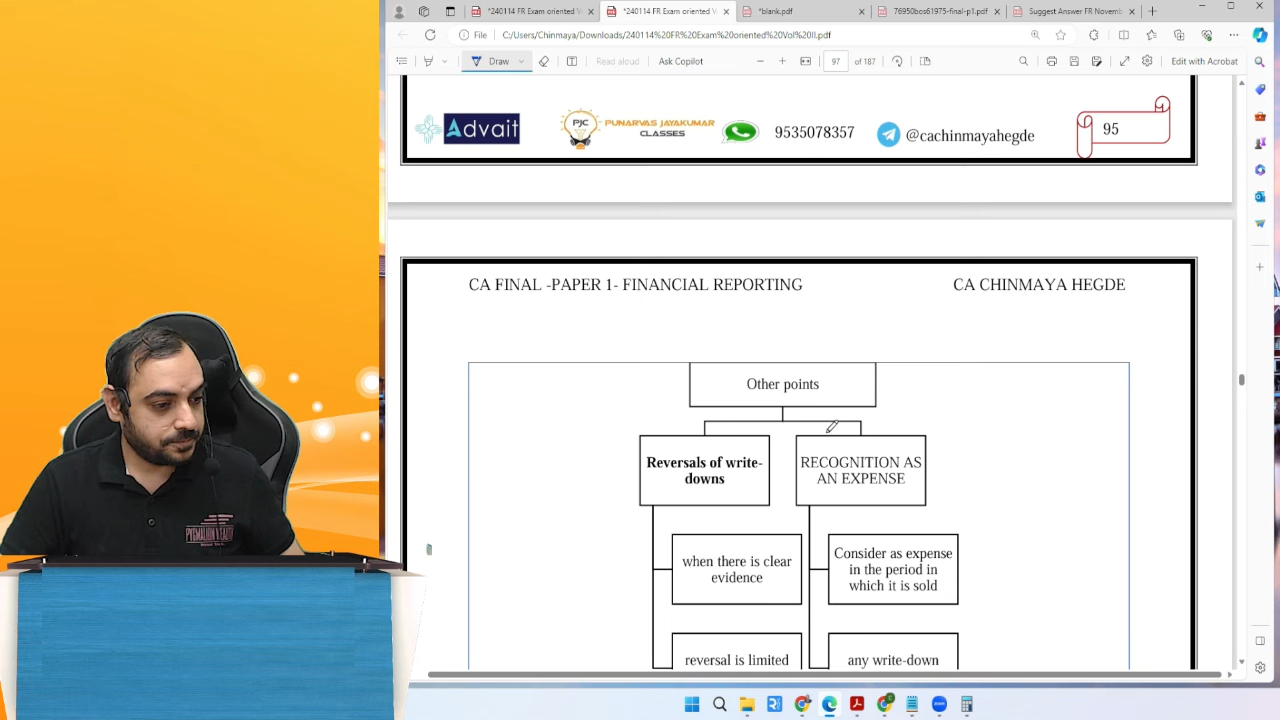 *240114 FR Exam oriented V
*240114 FR Exam oriented V
*blank.pdf
76950bos61975-final-p1.pdf
Suggest Answer FR Novemb
File
C:/Users/Chinmaya/Downloads/240114%20FR%20Exam%20oriented%20Vol%20II.pdf
Draw
Read aloud
Ask Copilot
97
of 187
Edit with Acrobat
Advait
PJC
PUNARVAS JAYAKUMAR
CLASSES
9535078357
@cachinmayahegde
95
CA FINAL -PAPER 1- FINANCIAL REPORTING
CA CHINMAYA HEGDE
Other points
Reversals of write-
downs
RECOGNITION AS
AN EXPENSE
when there is clear
evidence
Consider as expense
in the period in
which it is sold
reversal is limited
any write-down